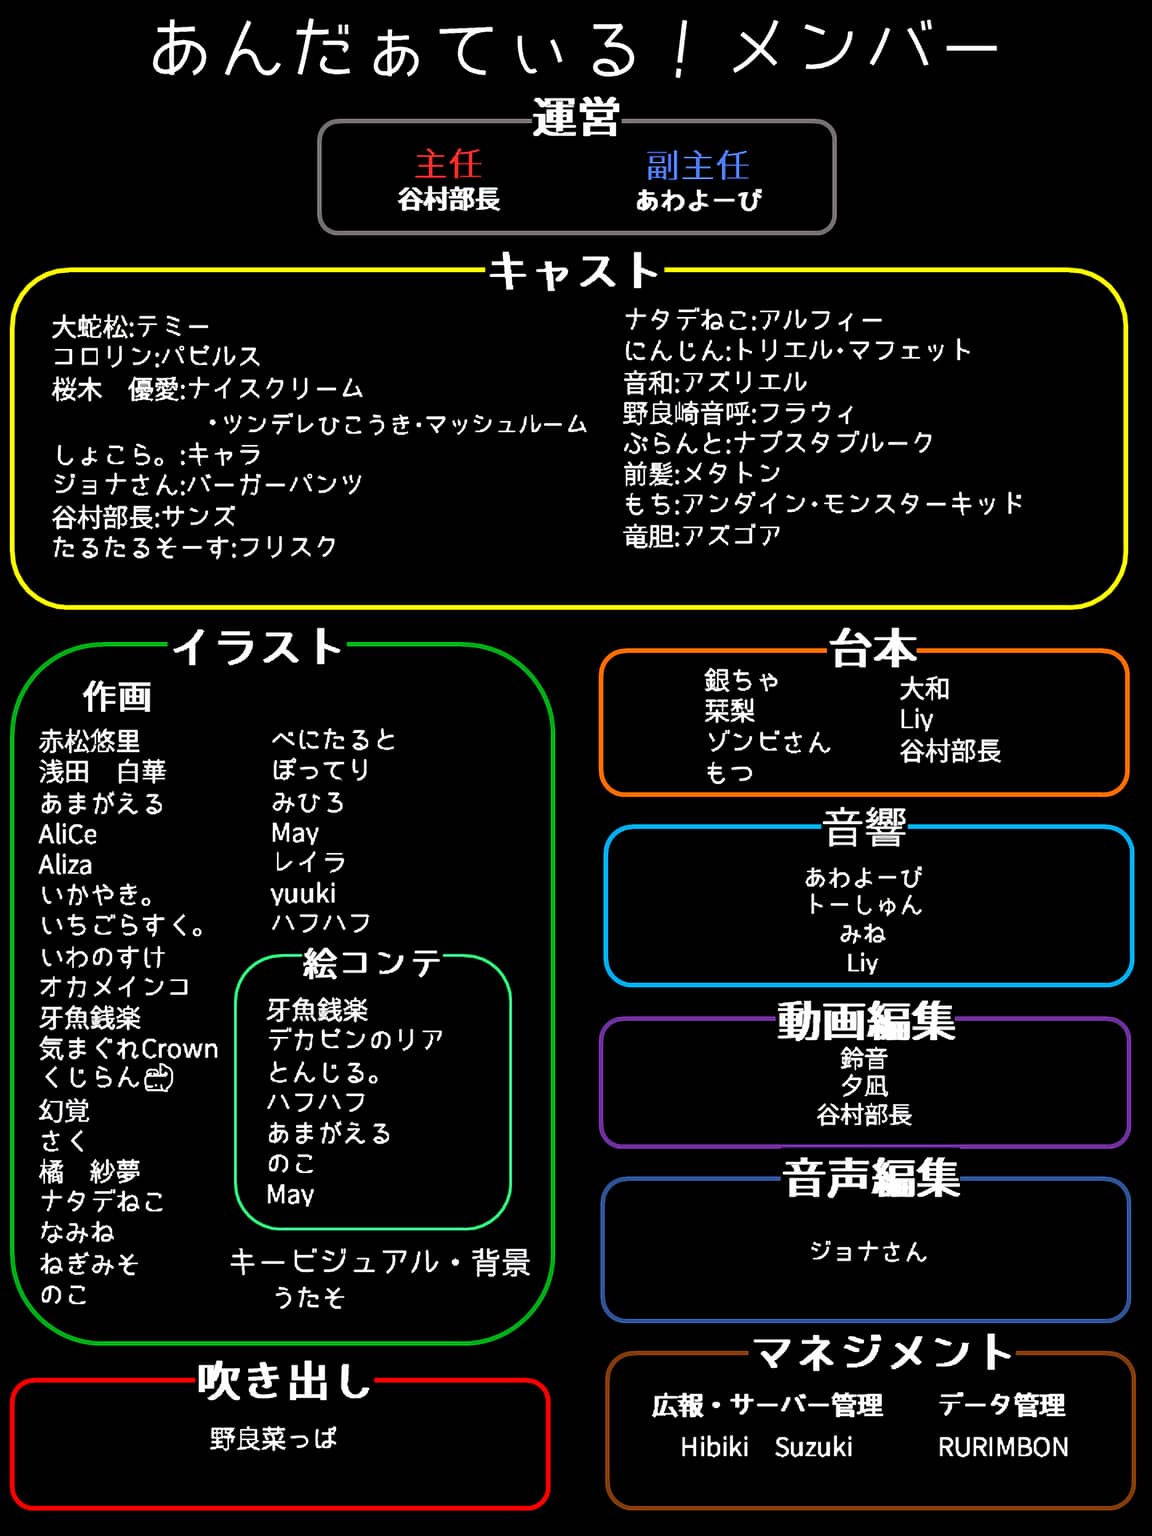 あんだぁてぃる！メンバー
運営
主任
谷村部長
副主任
あわよーび
キャスト
大蛇松:テミー
コロリン:パピルス
桜木　優愛:ナイスクリーム
・ツンデレひこうき・マッシュルーム
しょこら。:キャラ
ジョナさん:バーガーパンツ
谷村部長:サンズ
たるたるそーす:フリスク
ナタデねこ:アルフィー
にんじん:トリエル・マフェット
音和:アズリエル
野良崎音呼:フラウィ
ぷらんと:ナプスタブルーク
前髪:メタトン
もち:アンダイン・モンスターキッド
竜胆:アズゴア
イラスト
作画
赤松悠里
浅田　白華
あまがえる
AliCe
Aliza
いかやき。
いちごらすく。
いわのすけ
オカメインコ
牙魚銭楽
気まぐれCrown
くじらん
幻覚
さく
橘　紗夢
ナタデねこ
なみね
ねぎみそ
のこ
べにたると
ぽってり
みひろ
May
レイラ
yuuki
ハフハフ
絵コンテ
牙魚銭楽
デカビンのリア
とんじる。
ハフハフ
あまがえる
のこ
May
キービジュアル・背景
うたそ
吹き出し
野良菜っぱ
台本
銀ちゃ
栞梨
ゾンビさん
もつ
大和
Liy
谷村部長
音響
あわよーび
トーしゅん
みね
Liy
動画編集
鈴音
夕凪
谷村部長
音声編集
ジョナさん
マネジメント
広報・サーバー管理
Hibiki　Suzuki
データ管理
RURIMBON